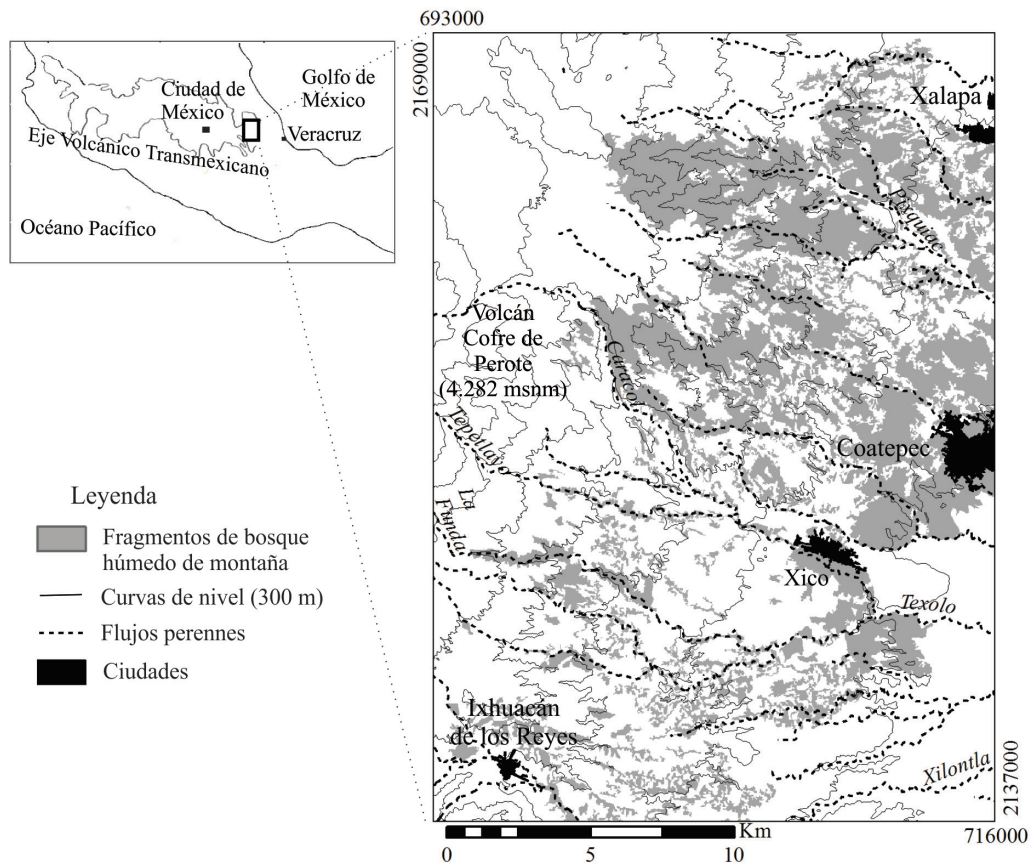 693000
2169000
Golfo de
México
Ciudad de
México
Veracruz
Eje Volcánico Transmexicano
Océano Pacífico
Xalapa
Pixquiac
Volcán
Cofre de
Perote
(4.282 msnm)
Caracol
Tepetlayo
La
Funda
Coatepec
Xico
Texolo
Ixhuacán
de los Reyes
Xilontla
2137000
716000
Leyenda
Fragmentos de bosque
húmedo de montaña
Curvas de nivel (300 m)
Flujos perennes
Ciudades
Km
0 5 10